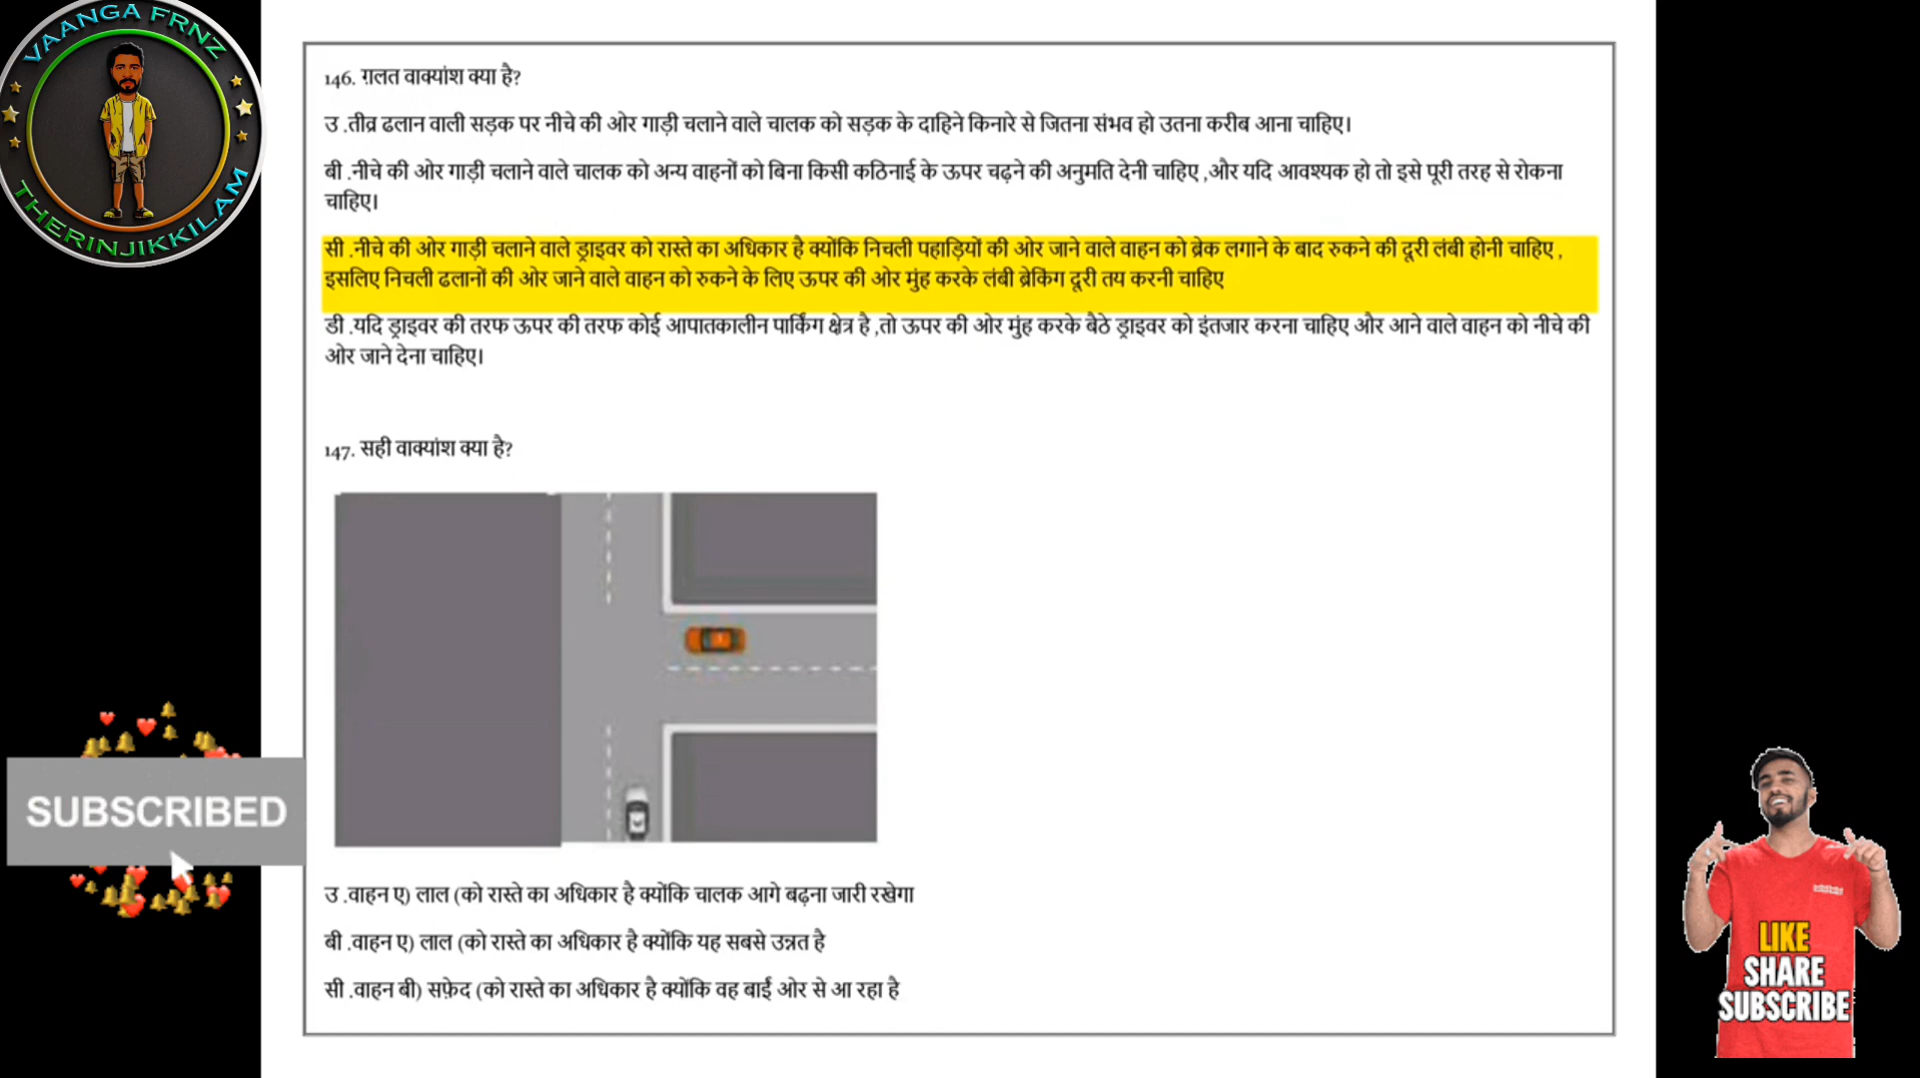 VAANGA FRNZ
THERINJIKKILAM
146. ग़लत वाक्यांश क्या है?
उ .तीव्र ढलान वाली सड़क पर नीचे की ओर गाड़ी चलाने वाले चालक को सड़क के दाहिने किनारे से जितना संभव हो उतना करीब आना चाहिए।
बी .नीचे की ओर गाड़ी चलाने वाले चालक को अन्य वाहनों को बिना किसी कठिनाई के ऊपर चढ़ने की अनुमति देनी चाहिए ,और यदि आवश्यक हो तो इसे पूरी तरह से रोकना
चाहिए।
सी .नीचे की ओर गाड़ी चलाने वाले ड्राइवर को रास्ते का अधिकार है क्योंकि निचली पहाड़ियों की ओर जाने वाले वाहन को ब्रेक लगाने के बाद रुकने की दूरी लंबी होनी चाहिए ,
इसलिए निचली ढलानों की ओर जाने वाले वाहन को रुकने के लिए ऊपर की ओर मुंह करके लंबी ब्रेकिंग दूरी तय करनी चाहिए
डी .यदि ड्राइवर की तरफ ऊपर की तरफ कोई आपातकालीन पार्किंग क्षेत्र है ,तो ऊपर की ओर मुंह करके बैठे ड्राइवर को इंतजार करना चाहिए और आने वाले वाहन को नीचे की
ओर जाने देना चाहिए।
147. सही वाक्यांश क्या है?
उ .वाहन ए) लाल (को रास्ते का अधिकार है क्योंकि चालक आगे बढ़ना जारी रखेगा
बी .वाहन ए) लाल (को रास्ते का अधिकार है क्योंकि यह सबसे उन्नत है
सी .वाहन बी) सफ़ेद (को रास्ते का अधिकार है क्योंकि वह बाईं ओर से आ रहा है
SUBSCRIBED
LIKE
SHARE
SUBSCRIBE